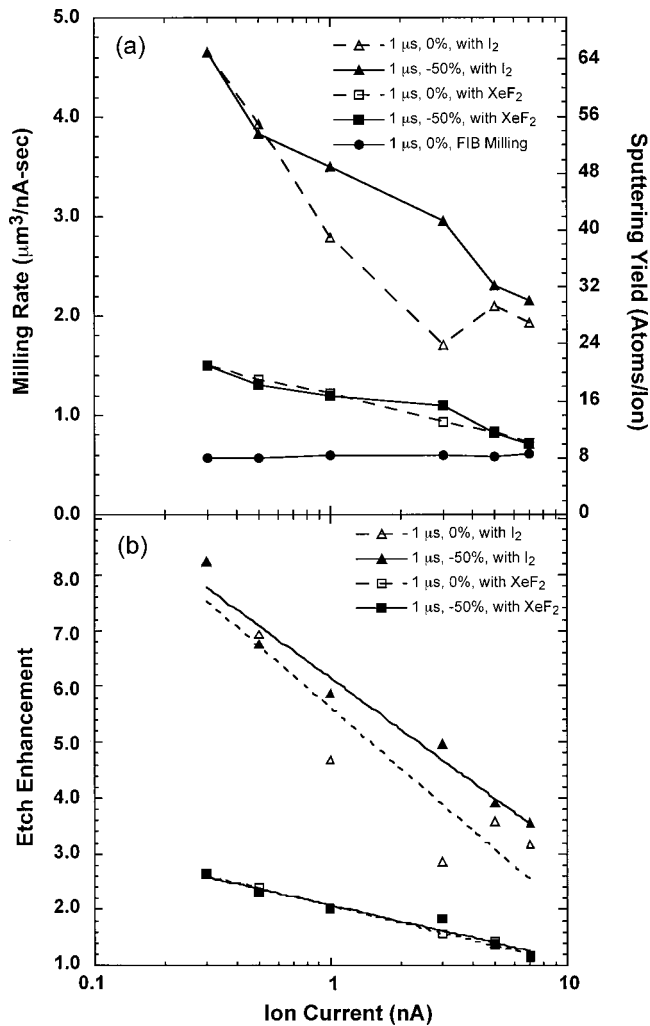 (a)
1 μs, 0%, with I₂
1 μs, -50%, with I₂
1 μs, 0%, with XeF₂
1 μs, -50%, with XeF₂
1 μs, 0%, FIB Milling
5.0
4.0
3.0
2.0
1.0
0.0
Milling Rate (μm³/nA-sec)
64
56
48
40
32
24
16
8
0
Sputtering Yield (Atoms/Ion)
(b)
1 μs, 0%, with I₂
1 μs, -50%, with I₂
1 μs, 0%, with XeF₂
1 μs, -50%, with XeF₂
8.0
7.0
6.0
5.0
4.0
3.0
2.0
1.0
Etch Enhancement
0.1
1
10
Ion Current (nA)